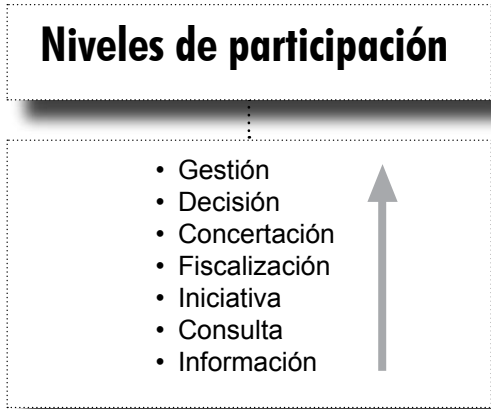 Niveles de participación
• Gestión
• Decisión
• Concertación
• Fiscalización
• Iniciativa
• Consulta
• Información